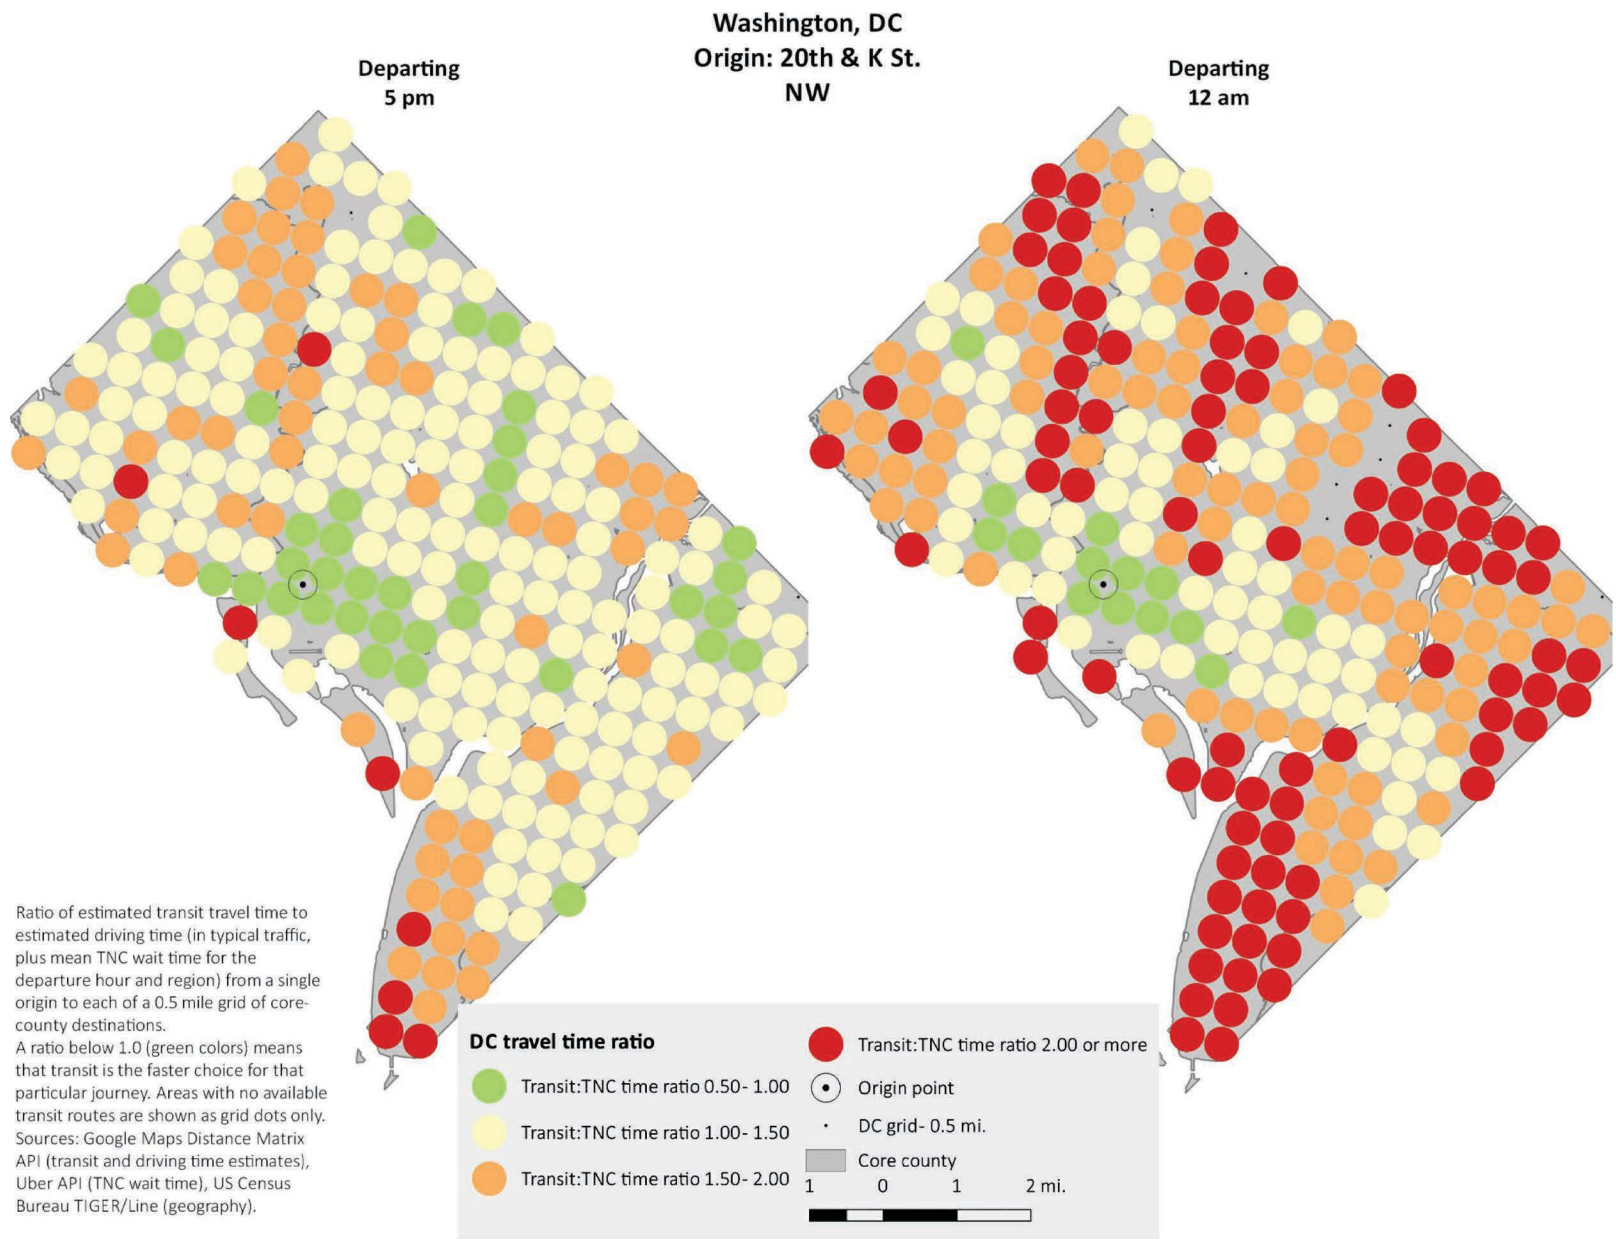 Washington, DC
Origin: 20th & K St.
NW
Departing
5 pm
Departing
12 am
Ratio of estimated transit travel time to
estimated driving time (in typical traffic,
plus mean TNC wait time for the
departure hour and region) from a single
origin to each of a 0.5 mile grid of core-
county destinations.
A ratio below 1.0 (green colors) means
that transit is the faster choice for that
particular journey. Areas with no available
transit routes are shown as grid dots only.
Sources: Google Maps Distance Matrix
API (transit and driving time estimates),
Uber API (TNC wait time), US Census
Bureau TIGER/Line (geography).
DC travel time ratio
Transit:TNC time ratio 0.50- 1.00
Transit:TNC time ratio 1.00- 1.50
Transit:TNC time ratio 1.50- 2.00
Transit:TNC time ratio 2.00 or more
Origin point
DC grid- 0.5 mi.
Core county
1 0 1 2 mi.